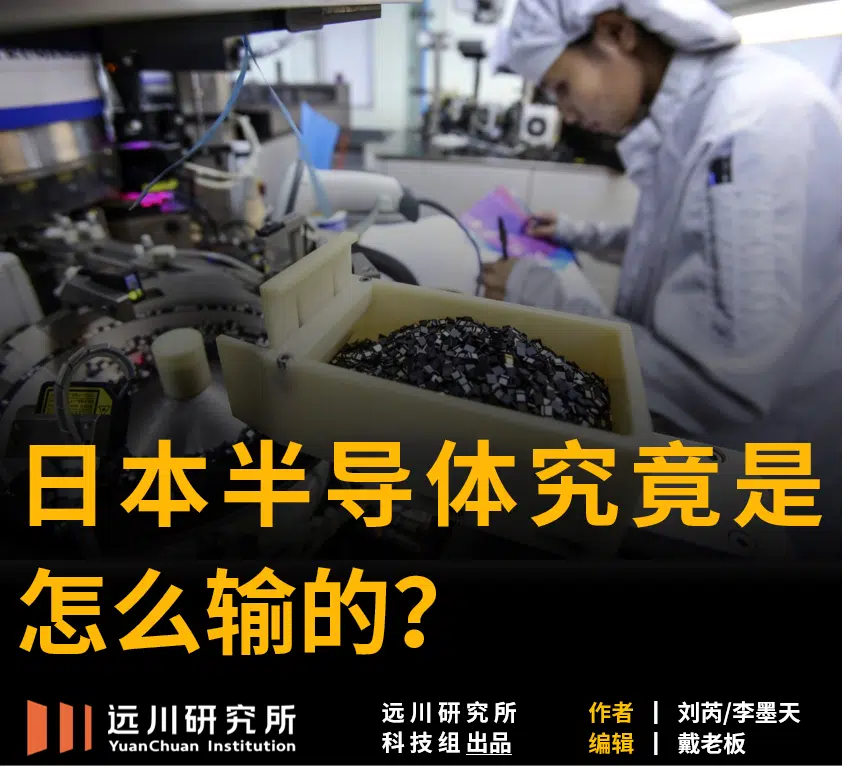 日本半导体究竟是
怎么输的?
远川研究所
YuanChuan Institution
远川研究所
科技组出品
作者 | 刘芮/李墨天
编辑 | 戴老板